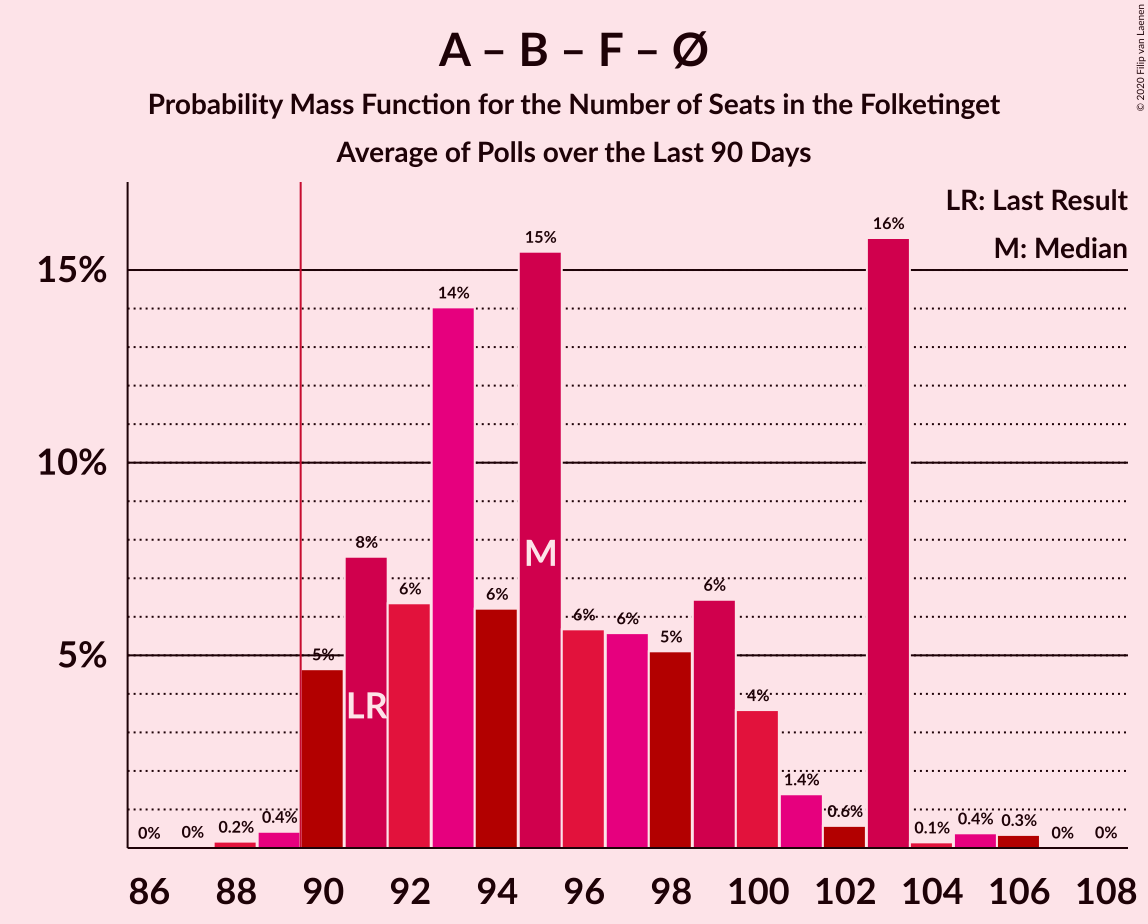 A – B – F – Ø
Probability Mass Function for the Number of Seats in the Folketinget
Average of Polls over the Last 90 Days
© 2020 Filip van Laenen
LR: Last Result
M: Median
15%
10%
5%
0%
0%
0.2%
0.4%
5%
8%
6%
14%
6%
15%
6%
6%
5%
6%
4%
1.4%
0.6%
16%
0.1%
0.4%
0.3%
0%
0%
LR
M
86 88 90 92 94 96 98 100 102 104 106 108